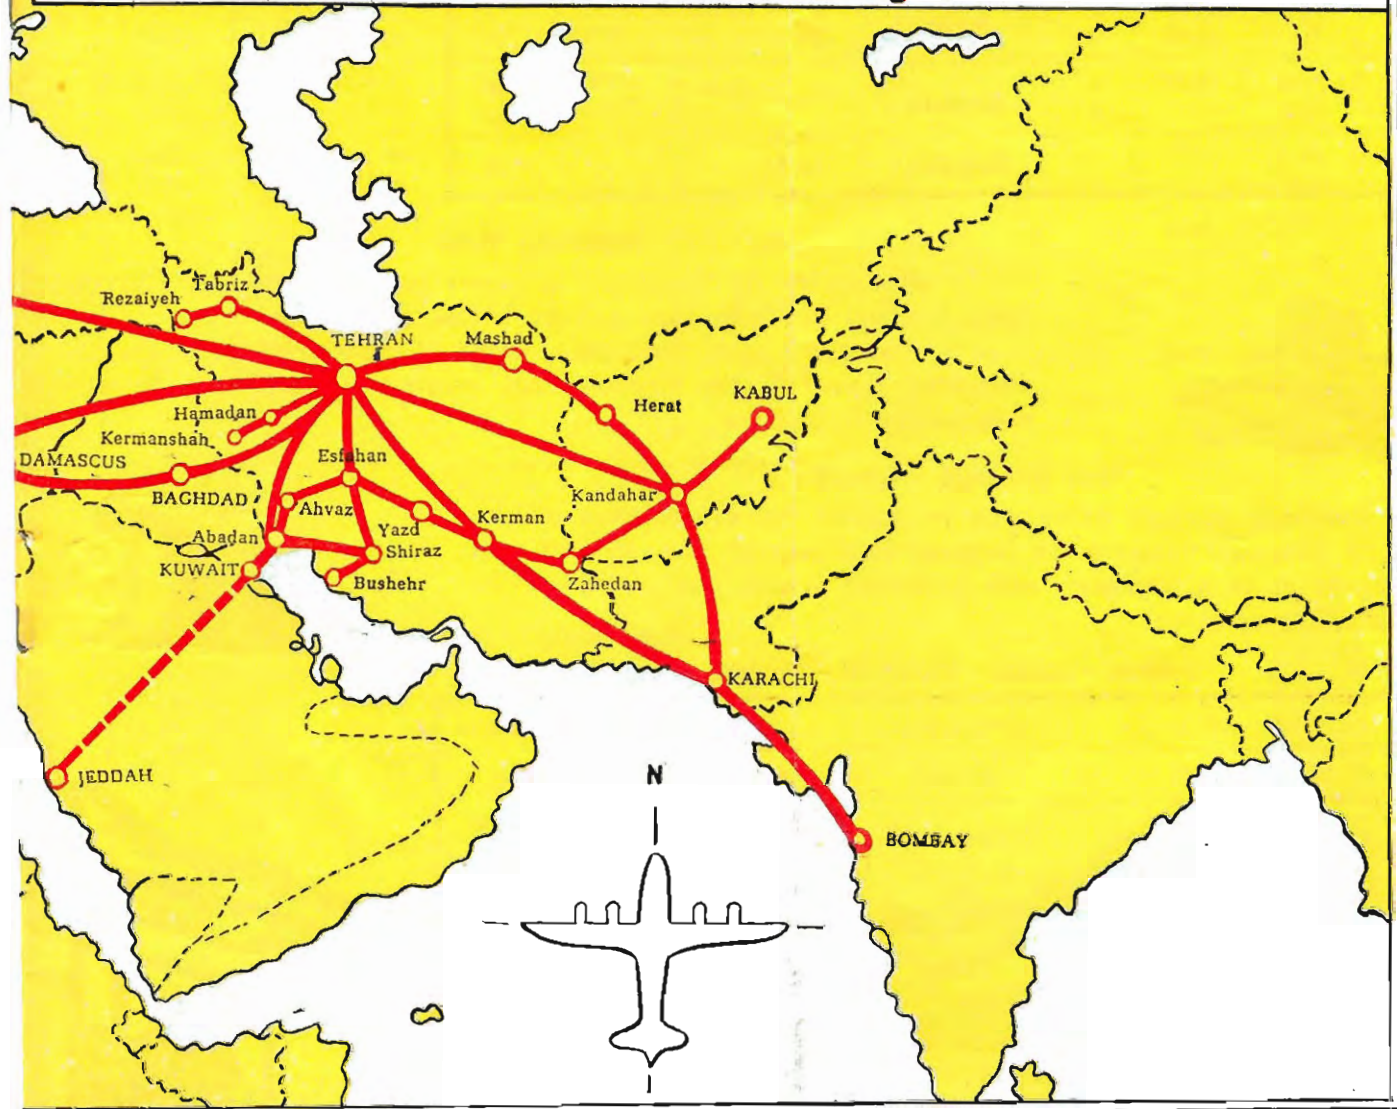 Tabriz
Rezaiyeh
TEHRAN
Mashad
KABUL
Herat
Hamadan
Kermanshah
Esfahan
DAMASCUS
BAGHDAD
Kandahar
Ahvaz
Kerman
Yazd
Abadan
Shiraz
KUWAIT
Bushehr
Zahedan
KARACHI
JEDDAH
N
BOMBAY